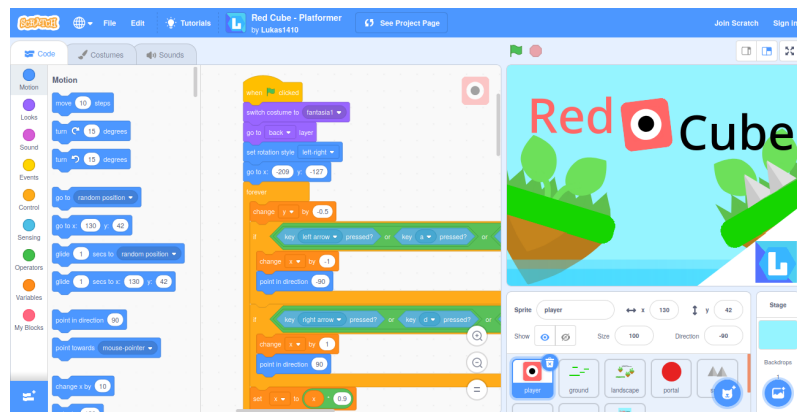 SCRATCH
File
Edit
Tutorials
Red Cube - Platformer
by Lukas1410
See Project Page
Join Scratch
Sign in
Code
Costumes
Sounds
Motion
Looks
Sound
Events
Control
Sensing
Operators
Variables
My Blocks
Motion
move 10 steps
turn 15 degrees
turn 15 degrees
go to random position
go to x: 130 y: 42
glide 1 secs to random position
glide 1 secs to x: 130 y: 42
point in direction 90
point towards mouse-pointer
change x by 10
when clicked
switch costume to fantasia1
go to back layer
set rotation style left-right
go to x: -209 y: -127
forever
change y by -0.5
if key left arrow pressed? or key a pressed? or
change x by -1
point in direction -90
if key right arrow pressed? or key d pressed? or
change x by 1
point in direction 90
set x to x * 0.9
Red Cube
L
Sprite player x 130 y 42
Show Size 100 Direction -90
player
ground
landscape
portal
Stage
Backdrops